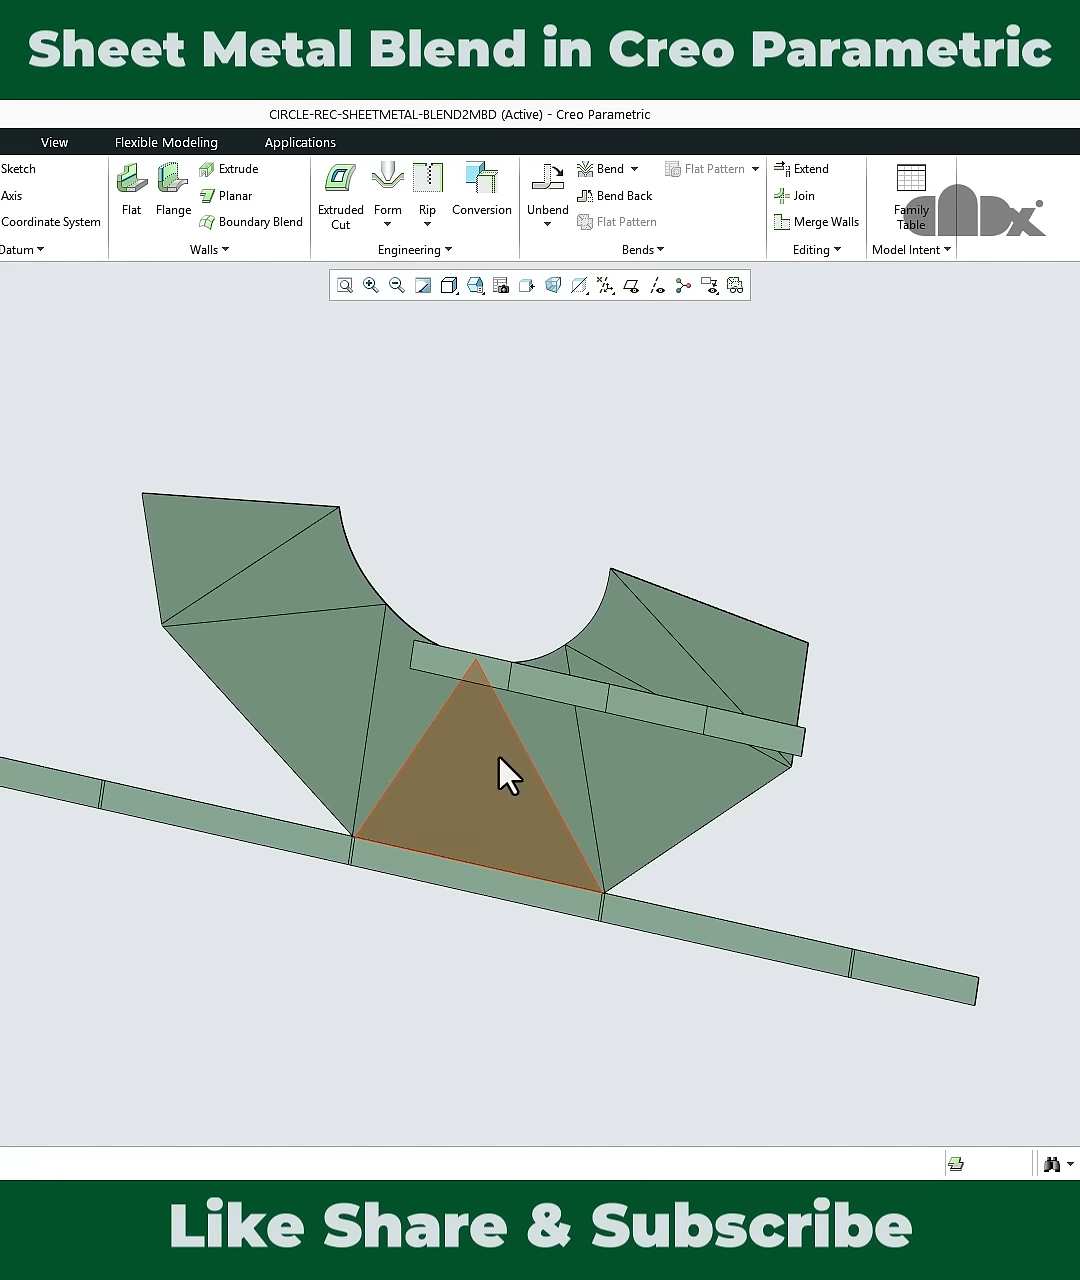 Sheet Metal Blend in Creo Parametric
CIRCLE-REC-SHEETMETAL-BLEND2MBD (Active) - Creo Parametric
View Flexible Modeling Applications
Sketch
Axis
Coordinate System
Datum
Flat
Flange
Extrude
Planar
Boundary Blend
Walls
Extruded
Cut
Form
Rip
Conversion
Engineering
Unbend
Bend
Bend Back
Flat Pattern
Flat Pattern
Bends
Extend
Join
Merge Walls
Editing
Family
Table
Model Intent
Like Share & Subscribe